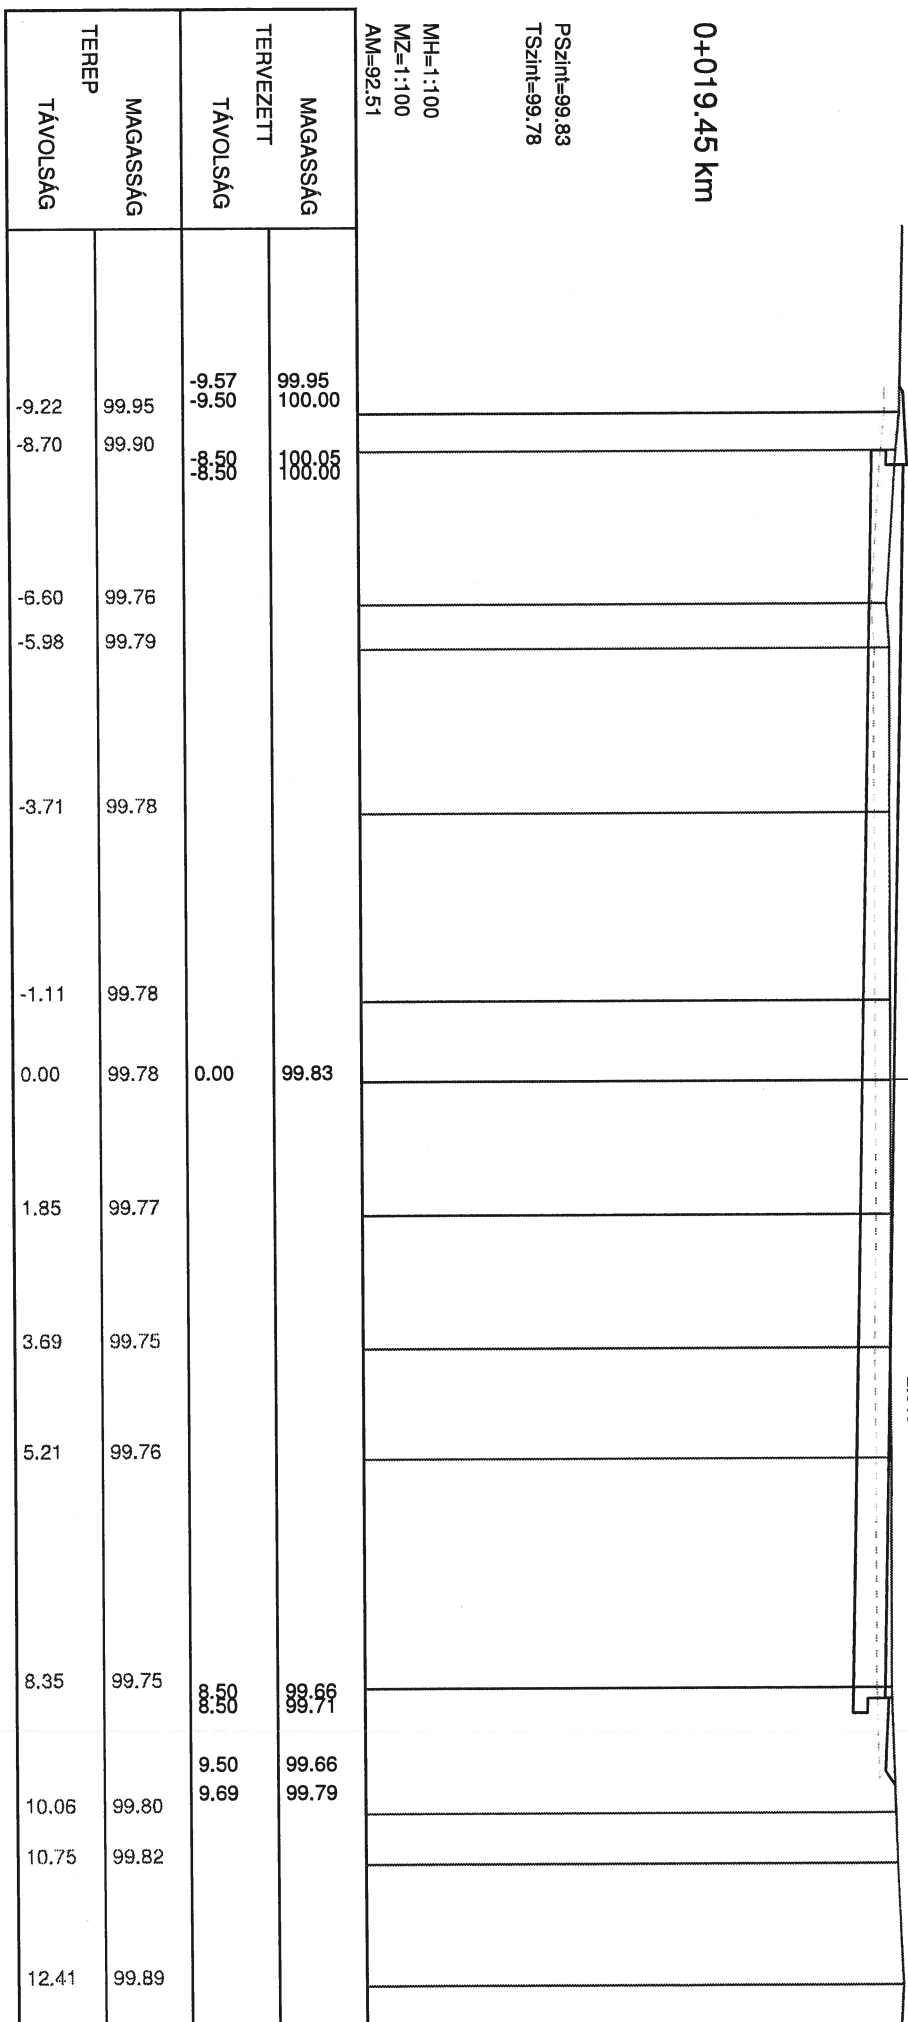 0+019.45 km
PSzint=99.83
TSzint=99.78
MH=1:100
MZ=1:100
AM=92.51
TERVEZETT
MAGASSÁG
99.95 100.00 100.05 100.00 99.83 99.66 99.71 99.66 99.79
TÁVOLSÁG
-9.57 -9.50 -8.50 -8.50 0.00 8.50 8.50 9.50 9.69
TEREP
MAGASSÁG
99.95 99.90 99.76 99.79 99.78 99.78 99.78 99.77 99.75 99.76 99.75 99.80 99.82 99.89
TÁVOLSÁG
-9.22 -8.70 -6.60 -5.98 -3.71 -1.11 0.00 1.85 3.69 5.21 8.35 10.06 10.75 12.41